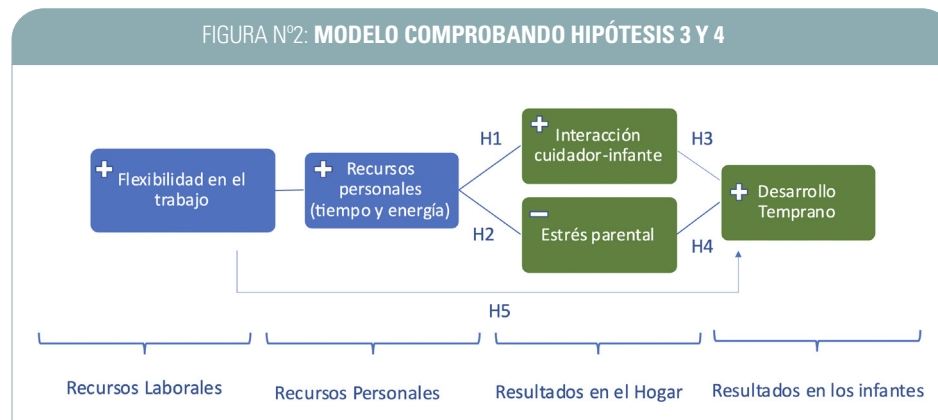 FIGURA Nº2: MODELO COMPROBANDO HIPÓTESIS 3 Y 4
+ Flexibilidad en el
trabajo
+ Recursos
personales
(tiempo y energía)
H1
H2
+ Interacción
cuidador-infante
− Estrés parental
H3
H4
+ Desarrollo
Temprano
H5
Recursos Laborales
Recursos Personales
Resultados en el Hogar
Resultados en los infantes